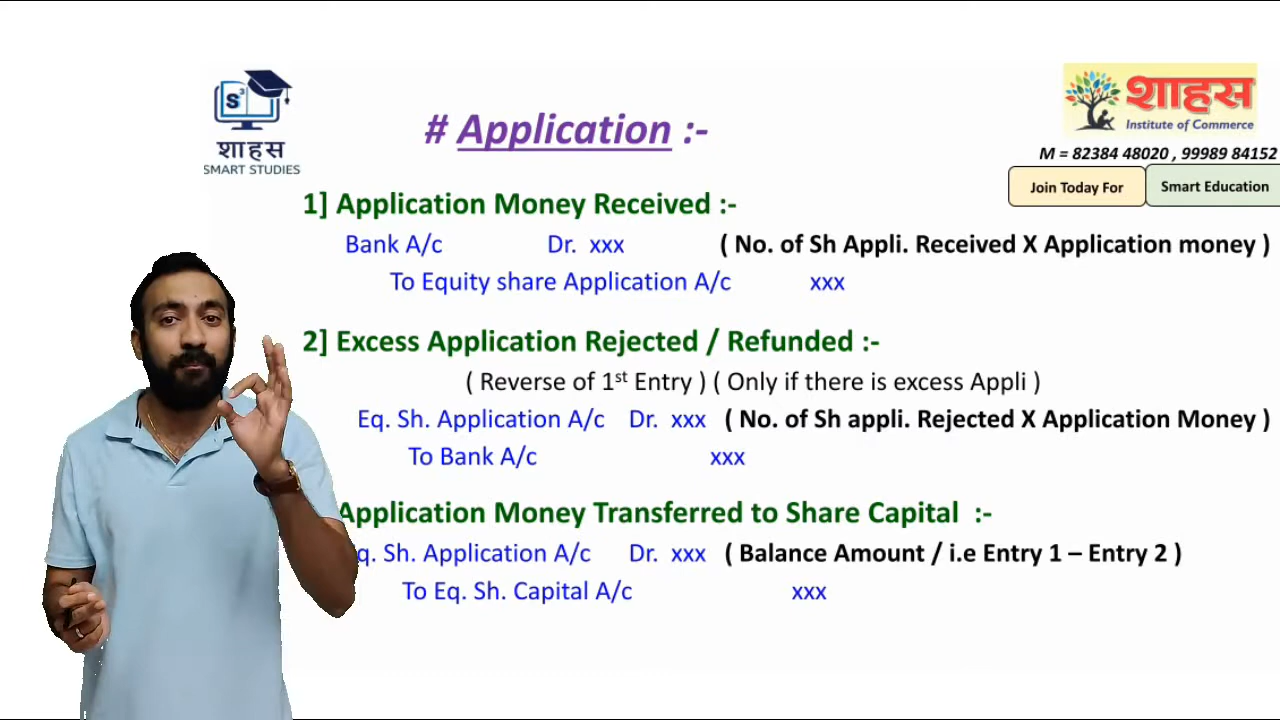 S³
शाहस
SMART STUDIES
# Application :-
शाहस
Institute of Commerce
M = 82384 48020 , 99989 84152
Join Today For
Smart Education
1] Application Money Received :-
Bank A/c Dr. xxx ( No. of Sh Appli. Received X Application money )
To Equity share Application A/c xxx
2] Excess Application Rejected / Refunded :-
( Reverse of 1st Entry ) ( Only if there is excess Appli )
Eq. Sh. Application A/c Dr. xxx ( No. of Sh appli. Rejected X Application Money )
To Bank A/c xxx
Application Money Transferred to Share Capital :-
q. Sh. Application A/c Dr. xxx ( Balance Amount / i.e Entry 1 – Entry 2 )
To Eq. Sh. Capital A/c xxx